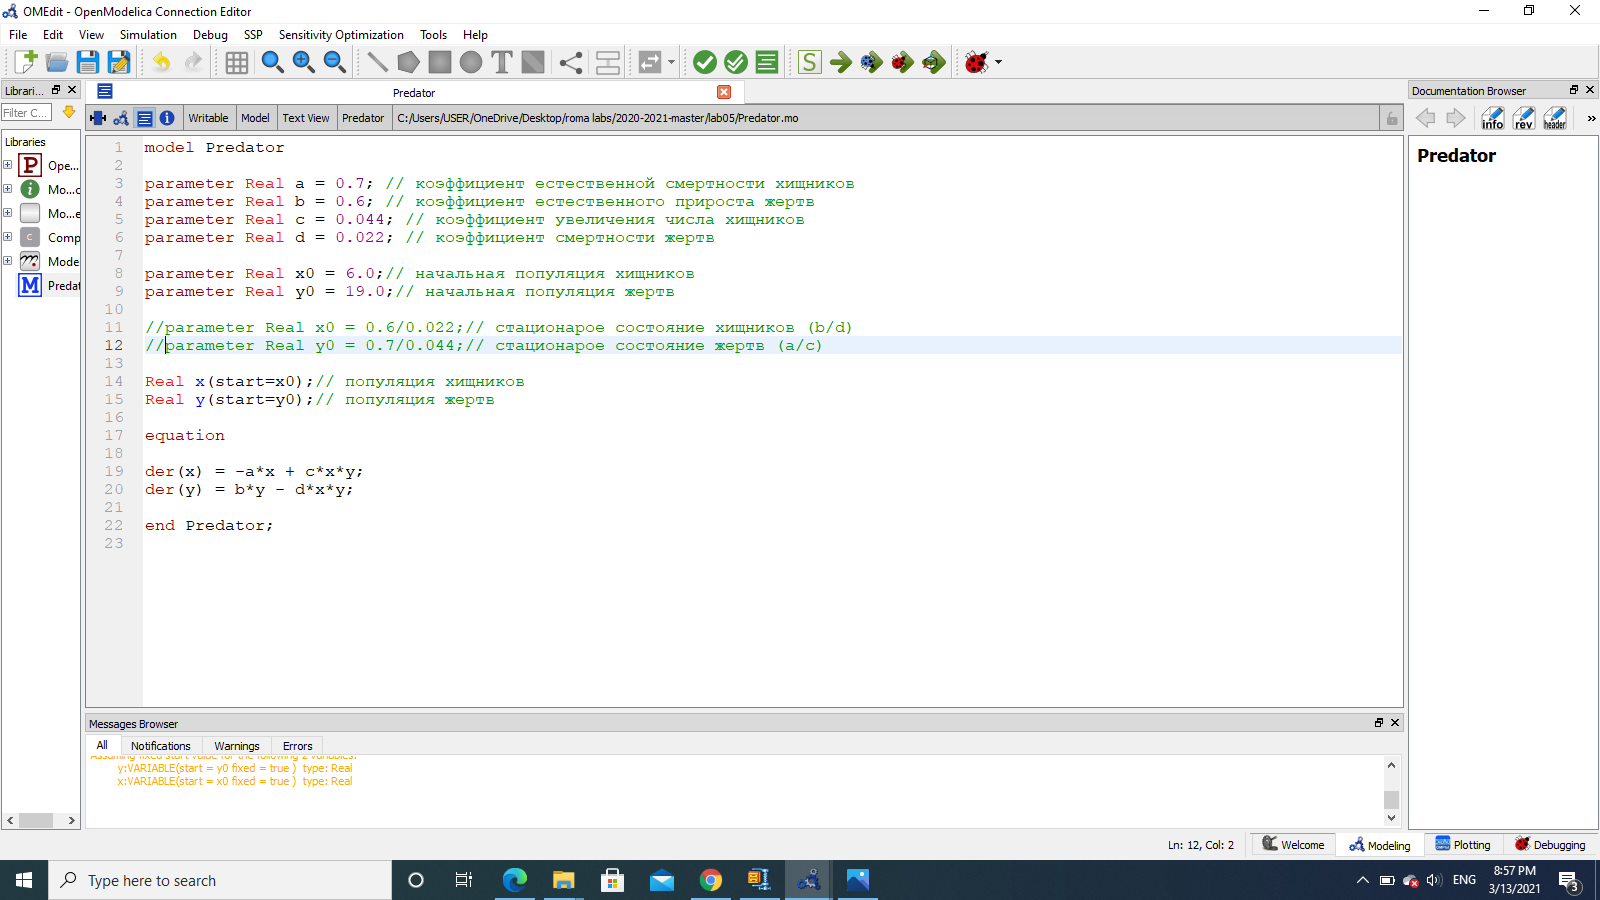 OMEdit - OpenModelica Connection Editor
File Edit View Simulation Debug SSP Sensitivity Optimization Tools Help
Librari... Predator Documentation Browser
Filter C...
Writable Model Text View Predator C:/Users/USER/OneDrive/Desktop/roma labs/2020-2021-master/lab05/Predator.mo
info rev header »
Libraries
P Ope...
i Mo...c
Mo...e
C Comp
Mode
M Predat
Predator
1 model Predator
2
3 parameter Real a = 0.7; // коэффициент естественной смертности хищников
4 parameter Real b = 0.6; // коэффициент естественного прироста жертв
5 parameter Real c = 0.044; // коэффициент увеличения числа хищников
6 parameter Real d = 0.022; // коэффициент смертности жертв
7
8 parameter Real x0 = 6.0;// начальная популяция хищников
9 parameter Real y0 = 19.0;// начальная популяция жертв
10
11 //parameter Real x0 = 0.6/0.022;// стационарое состояние хищников (b/d)
12 //parameter Real y0 = 0.7/0.044;// стационарое состояние жертв (a/c)
13
14 Real x(start=x0);// популяция хищников
15 Real y(start=y0);// популяция жертв
16
17 equation
18
19 der(x) = -a*x + c*x*y;
20 der(y) = b*y - d*x*y;
21
22 end Predator;
23
Messages Browser
All Notifications Warnings Errors
Assuming fixed start value for the following 2 variables:
y:VARIABLE(start = y0 fixed = true ) type: Real
x:VARIABLE(start = x0 fixed = true ) type: Real
Ln: 12, Col: 2 Welcome Modeling Plotting Debugging
Type here to search
ENG
8:57 PM
3/13/2021
3